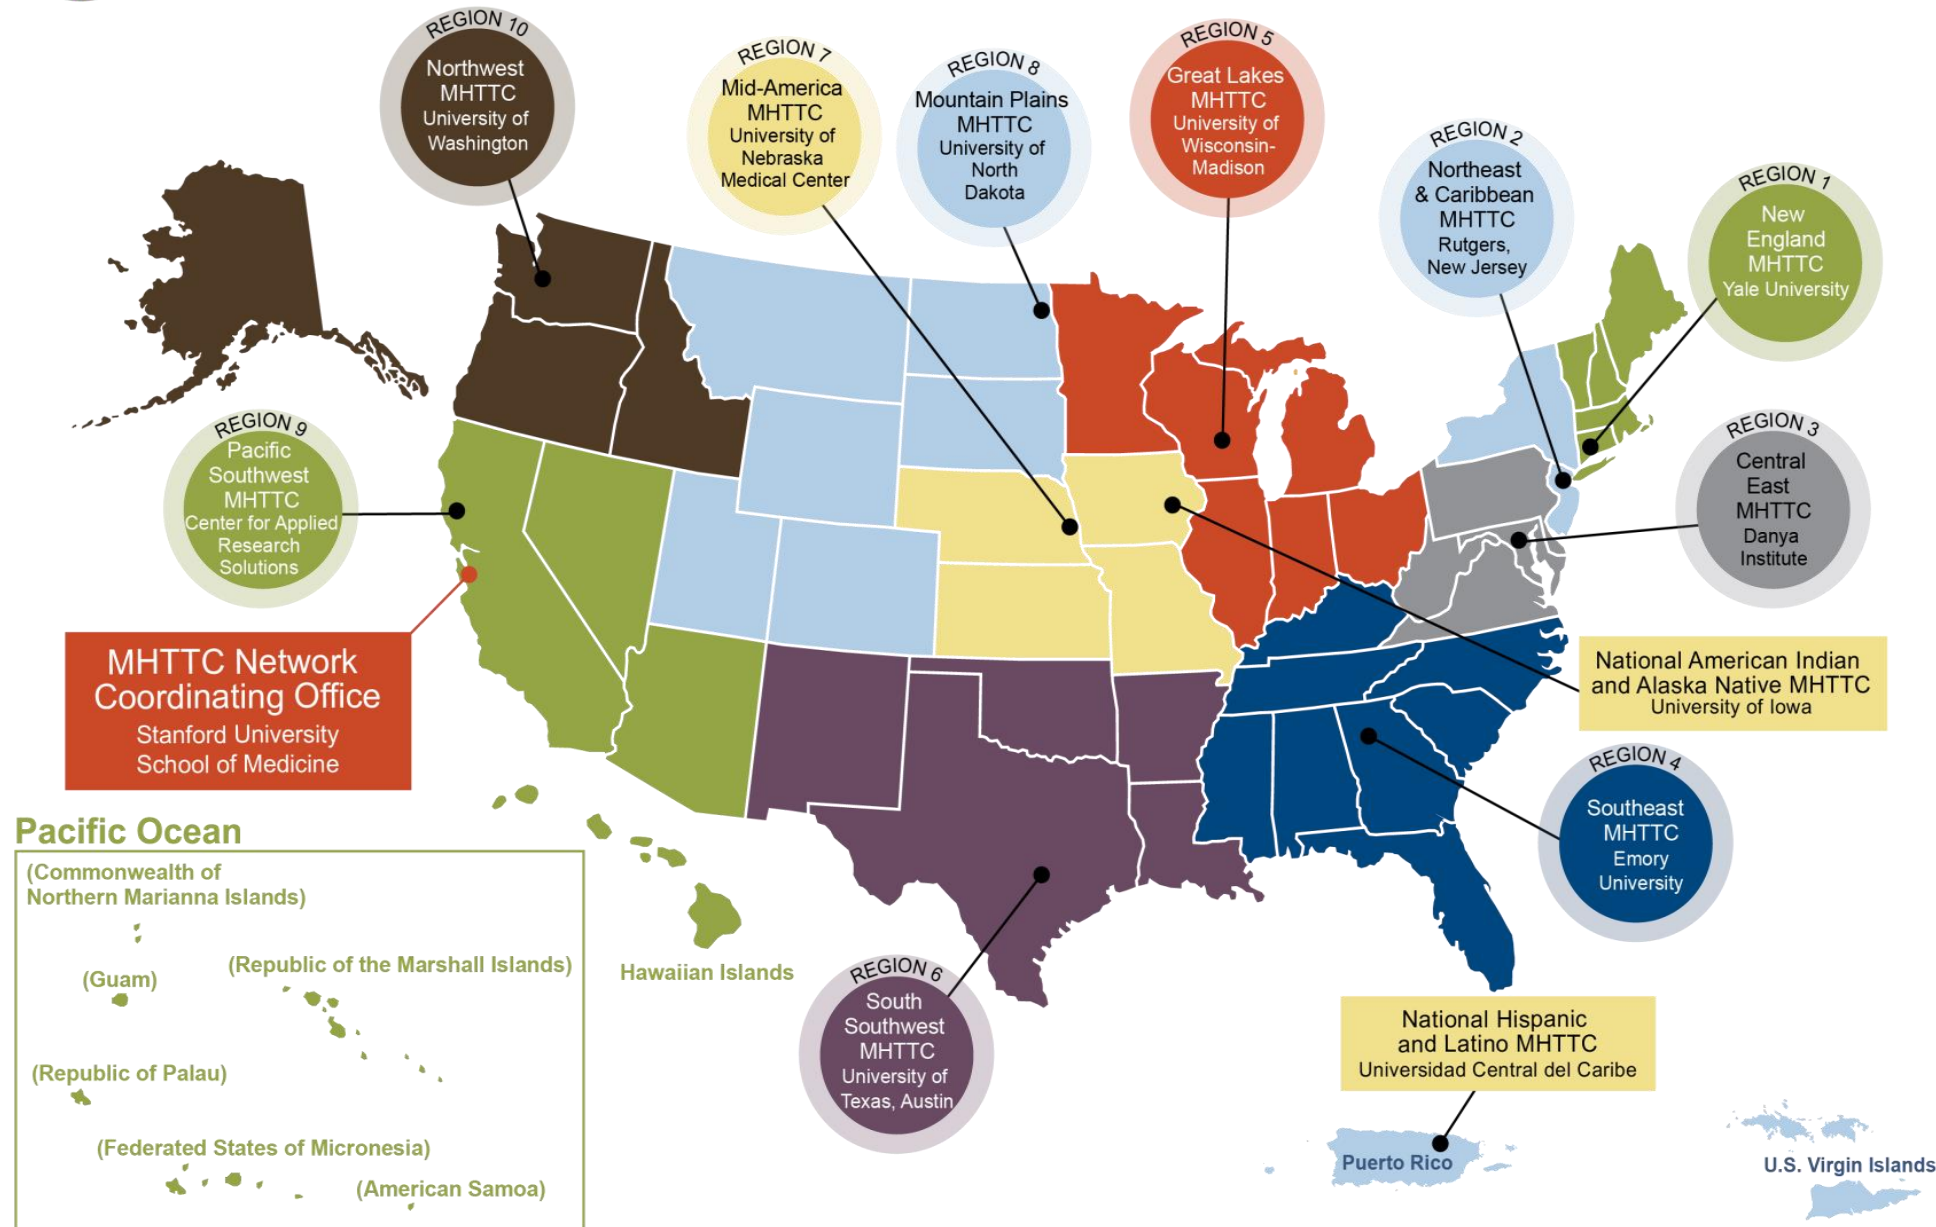 REGION 10
Northwest
MHTTC
University of
Washington
REGION 7
Mid-America
MHTTC
University of
Nebraska
Medical Center
REGION 8
Mountain Plains
MHTTC
University of
North
Dakota
REGION 5
Great Lakes
MHTTC
University of
Wisconsin-
Madison
REGION 2
Northeast
& Caribbean
MHTTC
Rutgers,
New Jersey
REGION 1
New
England
MHTTC
Yale University
REGION 9
Pacific
Southwest
MHTTC
Center for Applied
Research
Solutions
REGION 3
Central
East
MHTTC
Danya
Institute
MHTTC Network
Coordinating Office
Stanford University
School of Medicine
National American Indian
and Alaska Native MHTTC
University of Iowa
REGION 4
Southeast
MHTTC
Emory
University
Pacific Ocean
(Commonwealth of
Northern Marianna Islands)
(Guam)
(Republic of the Marshall Islands)
(Republic of Palau)
(Federated States of Micronesia)
(American Samoa)
Hawaiian Islands
REGION 6
South
Southwest
MHTTC
University of
Texas, Austin
National Hispanic
and Latino MHTTC
Universidad Central del Caribe
Puerto Rico
U.S. Virgin Islands